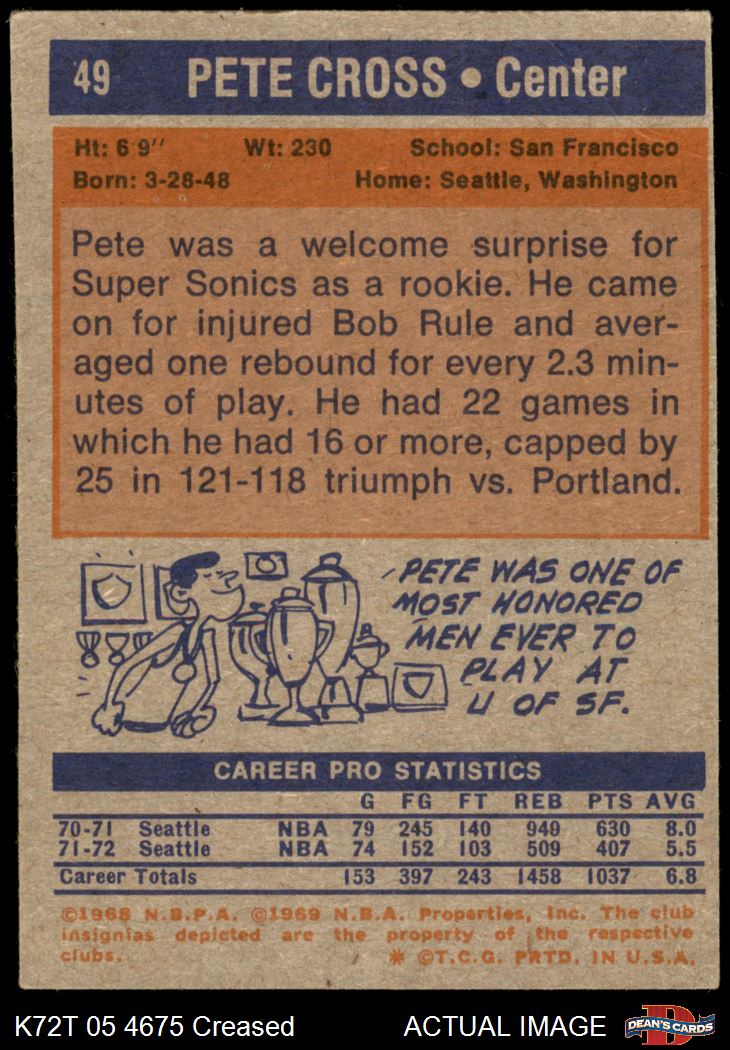 49 PETE CROSS • Center
Ht: 6'9'' Wt: 230 School: San Francisco
Born: 3-28-48 Home: Seattle, Washington
Pete was a welcome surprise for
Super Sonics as a rookie. He came
on for injured Bob Rule and aver-
aged one rebound for every 2.3 min-
utes of play. He had 22 games in
which he had 16 or more, capped by
25 in 121-118 triumph vs. Portland.
PETE WAS ONE OF
MOST HONORED
MEN EVER TO
PLAY AT
U OF SF.
CAREER PRO STATISTICS
G FG FT REB PTS AVG
70-71 Seattle NBA 79 245 140 949 630 8.0
71-72 Seattle NBA 74 152 103 509 407 5.5
Career Totals 153 397 243 1458 1037 6.8
©1968 N.B.P.A. ©1969 N.B.A. Properties, Inc. The club
insignias depicted are the property of the respective
clubs. * ©T.C.G. PRTD. IN U.S.A.
K72T 05 4675 Creased ACTUAL IMAGE DEAN'S CARDS